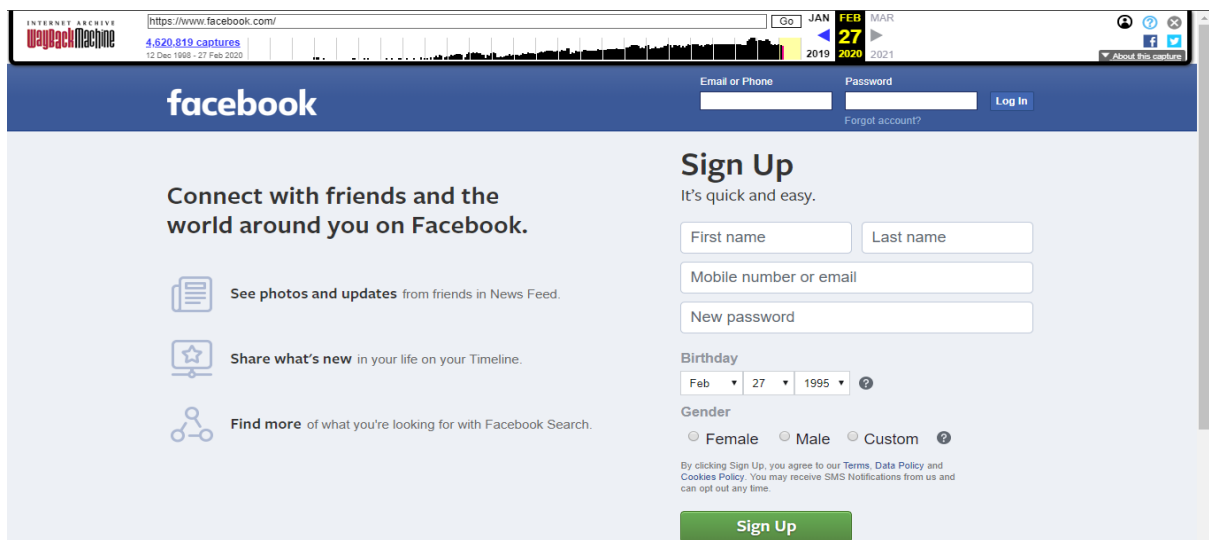 INTERNET ARCHIVE
WayBackMachine
https://www.facebook.com/
Go
JAN FEB MAR
27
2019 2020 2021
4,620,819 captures
12 Dec 1998 - 27 Feb 2020
About this capture
facebook
Email or Phone
Password
Log In
Forgot account?
Connect with friends and the
world around you on Facebook.
See photos and updates from friends in News Feed.
Share what's new in your life on your Timeline.
Find more of what you're looking for with Facebook Search.
Sign Up
It's quick and easy.
First name
Last name
Mobile number or email
New password
Birthday
Feb 27 1995 ?
Gender
Female Male Custom ?
By clicking Sign Up, you agree to our Terms, Data Policy and
Cookies Policy. You may receive SMS Notifications from us and
can opt out any time.
Sign Up